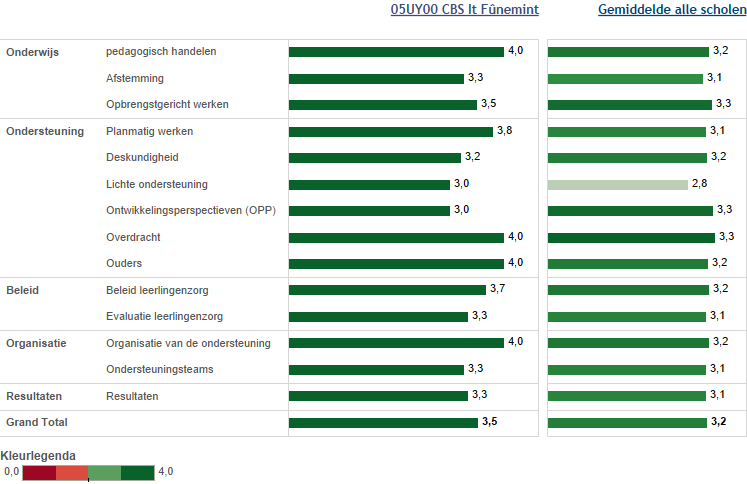 05UY00 CBS It Fûnemint Gemiddelde alle scholen
Onderwijs pedagogisch handelen 4,0 3,2
Afstemming 3,3 3,1
Opbrengstgericht werken 3,5 3,3
Ondersteuning Planmatig werken 3,8 3,1
Deskundigheid 3,2 3,2
Lichte ondersteuning 3,0 2,8
Ontwikkelingsperspectieven (OPP) 3,0 3,3
Overdracht 4,0 3,3
Ouders 4,0 3,2
Beleid Beleid leerlingenzorg 3,7 3,2
Evaluatie leerlingenzorg 3,3 3,1
Organisatie Organisatie van de ondersteuning 4,0 3,2
Ondersteuningsteams 3,3 3,1
Resultaten Resultaten 3,3 3,1
Grand Total 3,5 3,2
Kleurlegenda
0,0 4,0